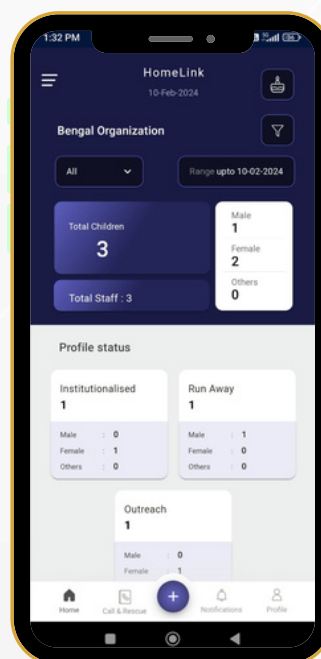 1:32 PM
HomeLink
10-Feb-2024
Bengal Organization
All
Range upto 10-02-2024
Total Children
3
Total Staff : 3
Male
1
Female
2
Others
0
Profile status
Institutionalised
1
Male : 0
Female : 1
Others : 0
Run Away
1
Male : 1
Female : 0
Others : 0
Outreach
1
Male : 0
Female : 1
Home
Call & Rescue
+
Notifications
Profile